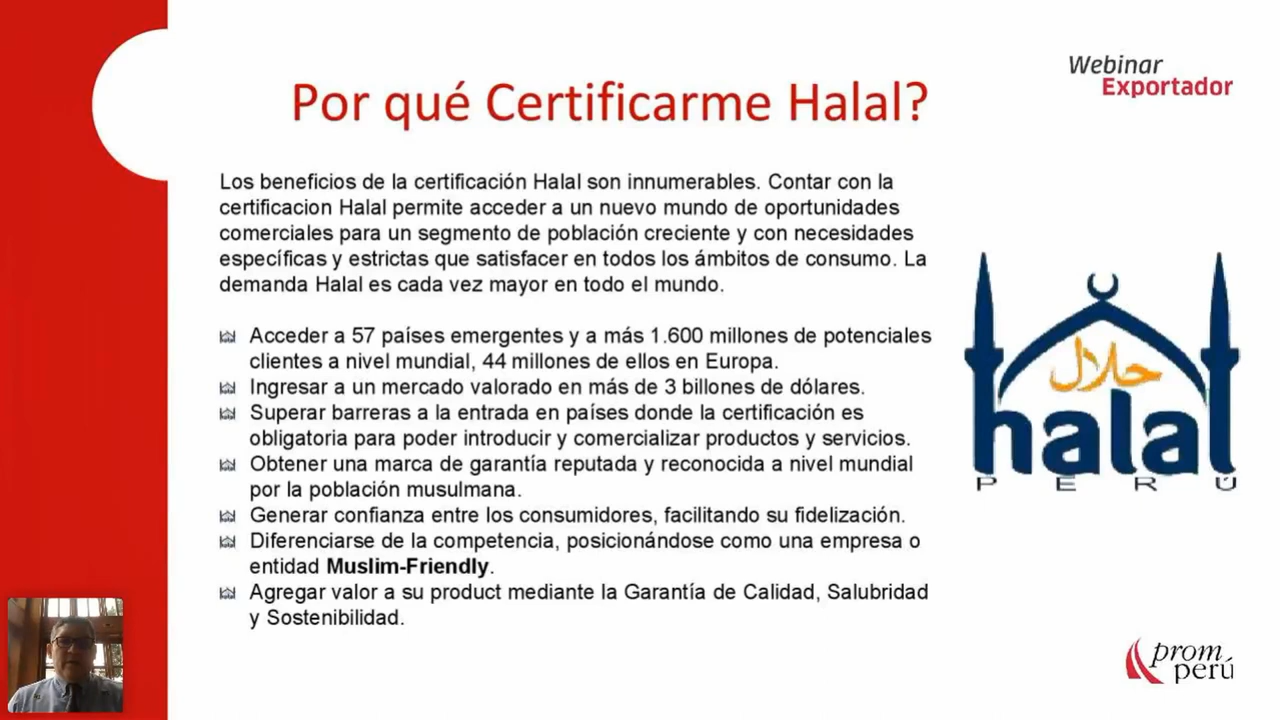 Webinar
Exportador
Por qué Certificarme Halal?
Los beneficios de la certificación Halal son innumerables. Contar con la
certificacion Halal permite acceder a un nuevo mundo de oportunidades
comerciales para un segmento de población creciente y con necesidades
específicas y estrictas que satisfacer en todos los ámbitos de consumo. La
demanda Halal es cada vez mayor en todo el mundo.
Acceder a 57 países emergentes y a más 1.600 millones de potenciales
clientes a nivel mundial, 44 millones de ellos en Europa.
Ingresar a un mercado valorado en más de 3 billones de dólares.
Superar barreras a la entrada en países donde la certificación es
obligatoria para poder introducir y comercializar productos y servicios.
Obtener una marca de garantía reputada y reconocida a nivel mundial
por la población musulmana.
Generar confianza entre los consumidores, facilitando su fidelización.
Diferenciarse de la competencia, posicionándose como una empresa o
entidad Muslim-Friendly.
Agregar valor a su product mediante la Garantía de Calidad, Salubridad
y Sostenibilidad.
حلال
halal
PERÚ
prom
perú